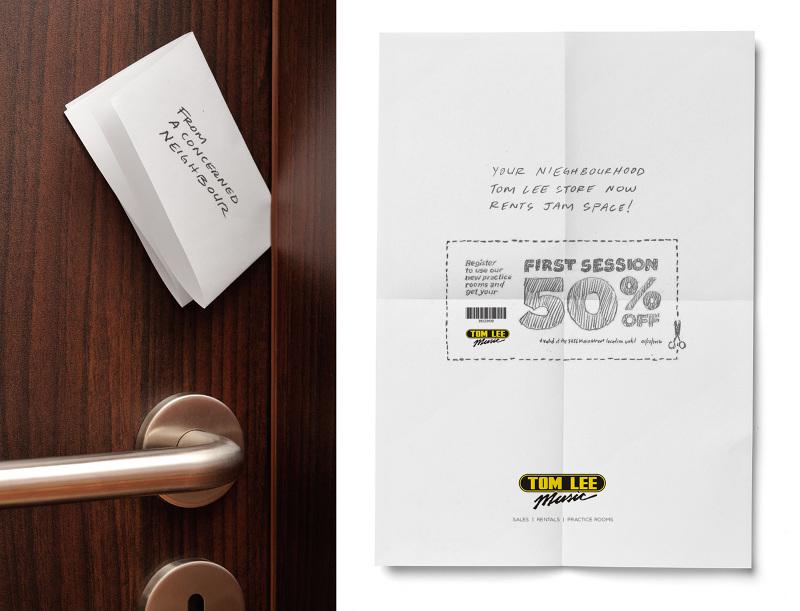 FROM
A CONCERNED
NEIGHBOUR
YOUR NIEGHBOURHOOD
TOM LEE STORE NOW
RENTS JAM SPACE!
Register
to use our
new practice
rooms and
get your
FIRST SESSION
50%
OFF
TOM LEE
Music
TOM LEE
Music
SALES | RENTALS | PRACTICE ROOMS